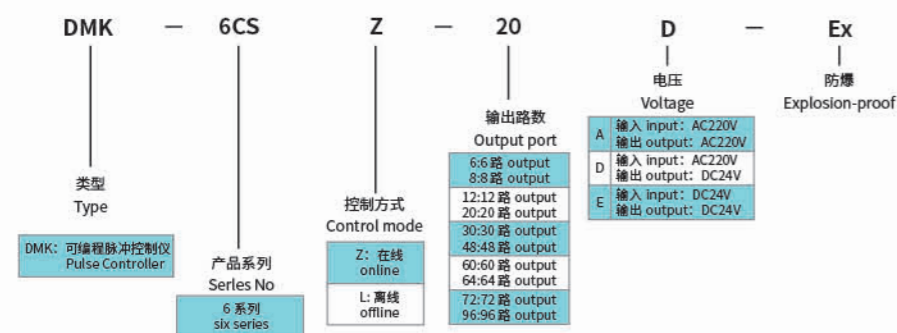 DMK — 6CS Z — 20 D — Ex
类型
Type
DMK：可编程脉冲控制仪
Pulse Controller
产品系列
Serles No
6 系列
six series
控制方式
Control mode
Z：在线
online
L：离线
offline
输出路数
Output port
6:6 路 output
8:8 路 output
12:12 路 output
20:20 路 output
30:30 路 output
48:48 路 output
60:60 路 output
64:64 路 output
72:72 路 output
96:96 路 output
电压
Voltage
A 输入 input：AC220V
输出 output：AC220V
D 输入 input：AC220V
输出 output：DC24V
E 输入 input：DC24V
输出 output：DC24V
防爆
Explosion-proof